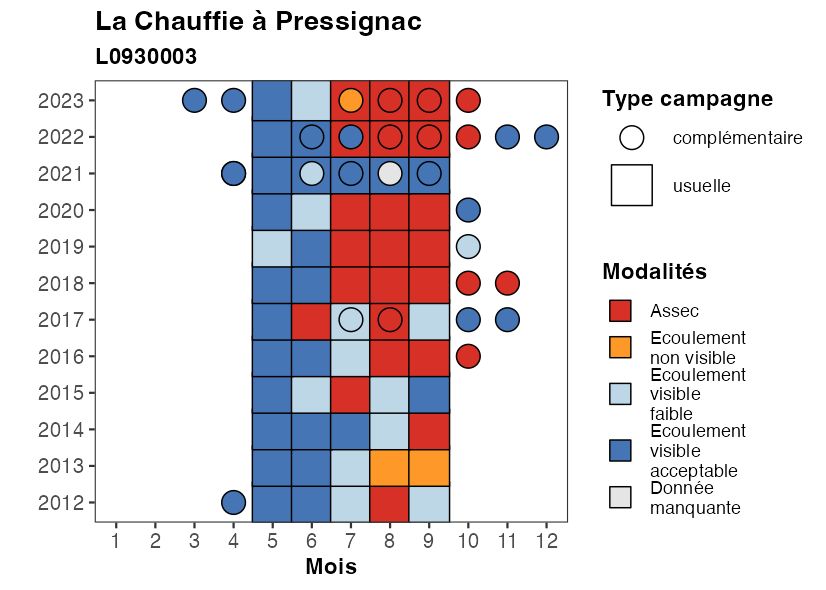 La Chauffie à Pressignac
L0930003
2023
2022
2021
2020
2019
2018
2017
2016
2015
2014
2013
2012
1 2 3 4 5 6 7 8 9 10 11 12
Mois
Type campagne
complémentaire
usuelle
Modalités
Assec
Ecoulement
non visible
Ecoulement
visible
faible
Ecoulement
visible
acceptable
Donnée
manquante